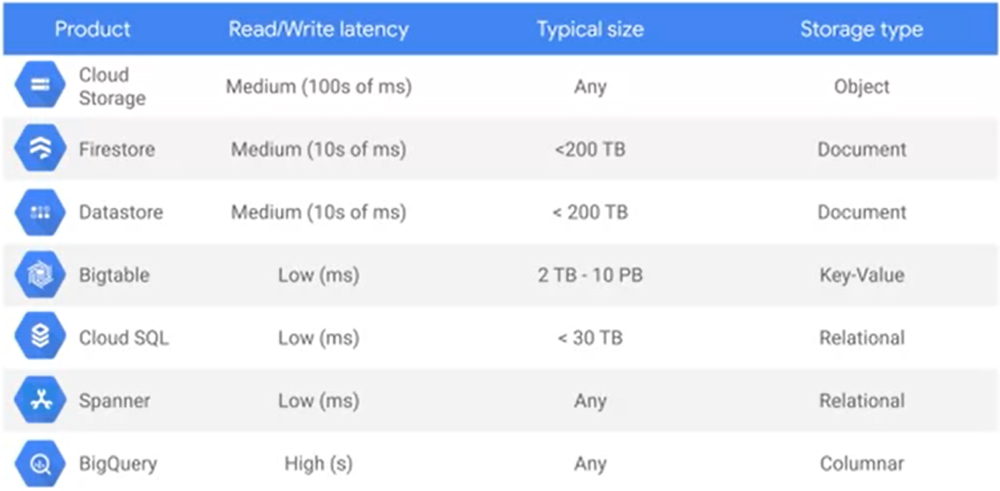 Product Read/Write latency Typical size Storage type
Cloud
Storage Medium (100s of ms) Any Object
Firestore Medium (10s of ms) <200 TB Document
Datastore Medium (10s of ms) < 200 TB Document
Bigtable Low (ms) 2 TB - 10 PB Key-Value
Cloud SQL Low (ms) < 30 TB Relational
Spanner Low (ms) Any Relational
BigQuery High (s) Any Columnar